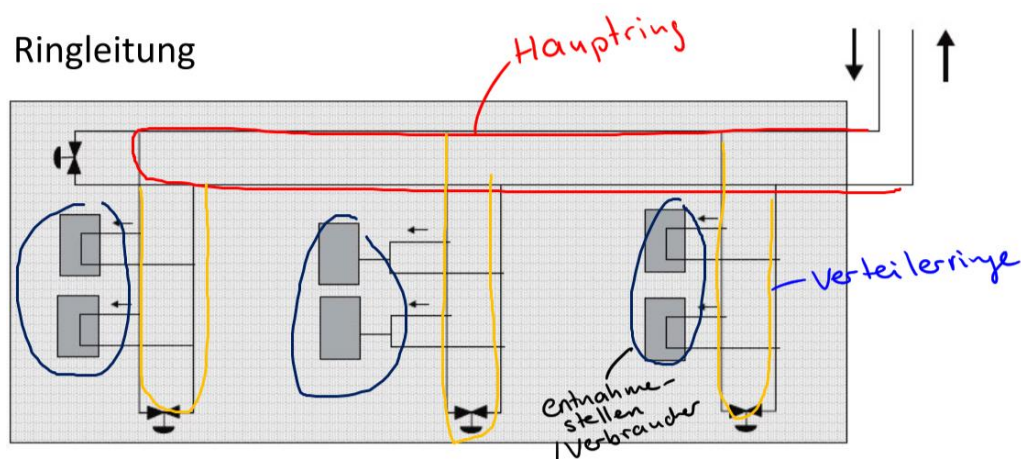 Hauptring
Ringleitung
Verteilerringe
entnahme-
stellen
/Verbraucher